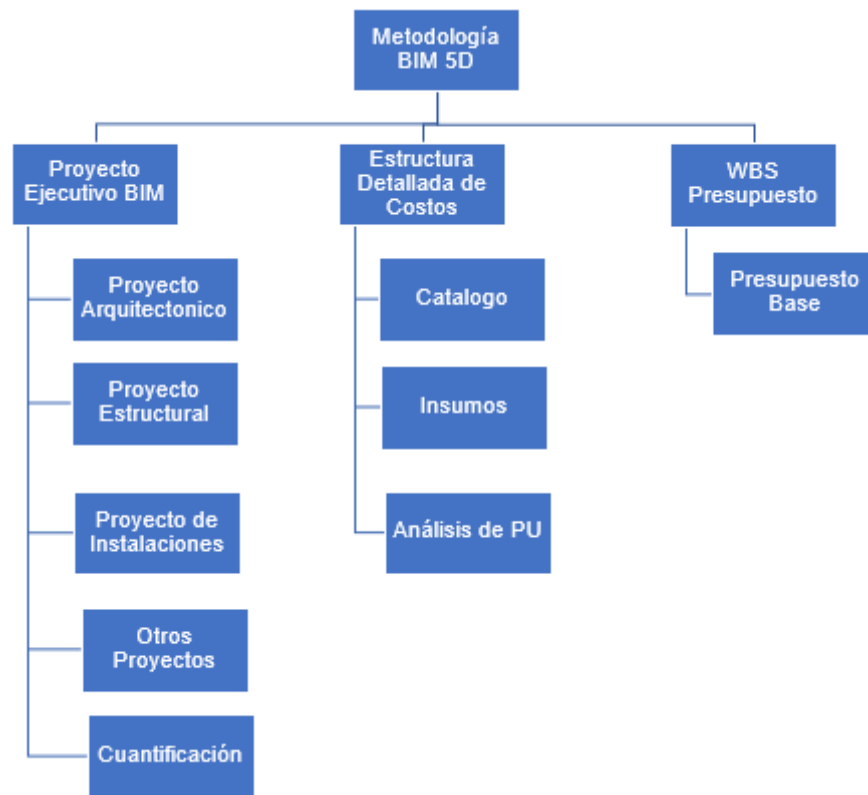 Metodología
BIM 5D
Proyecto
Ejecutivo BIM
Estructura
Detallada de
Costos
WBS
Presupuesto
Proyecto
Arquitectonico
Proyecto
Estructural
Proyecto de
Instalaciones
Otros
Proyectos
Cuantificación
Catalogo
Insumos
Análisis de PU
Presupuesto
Base